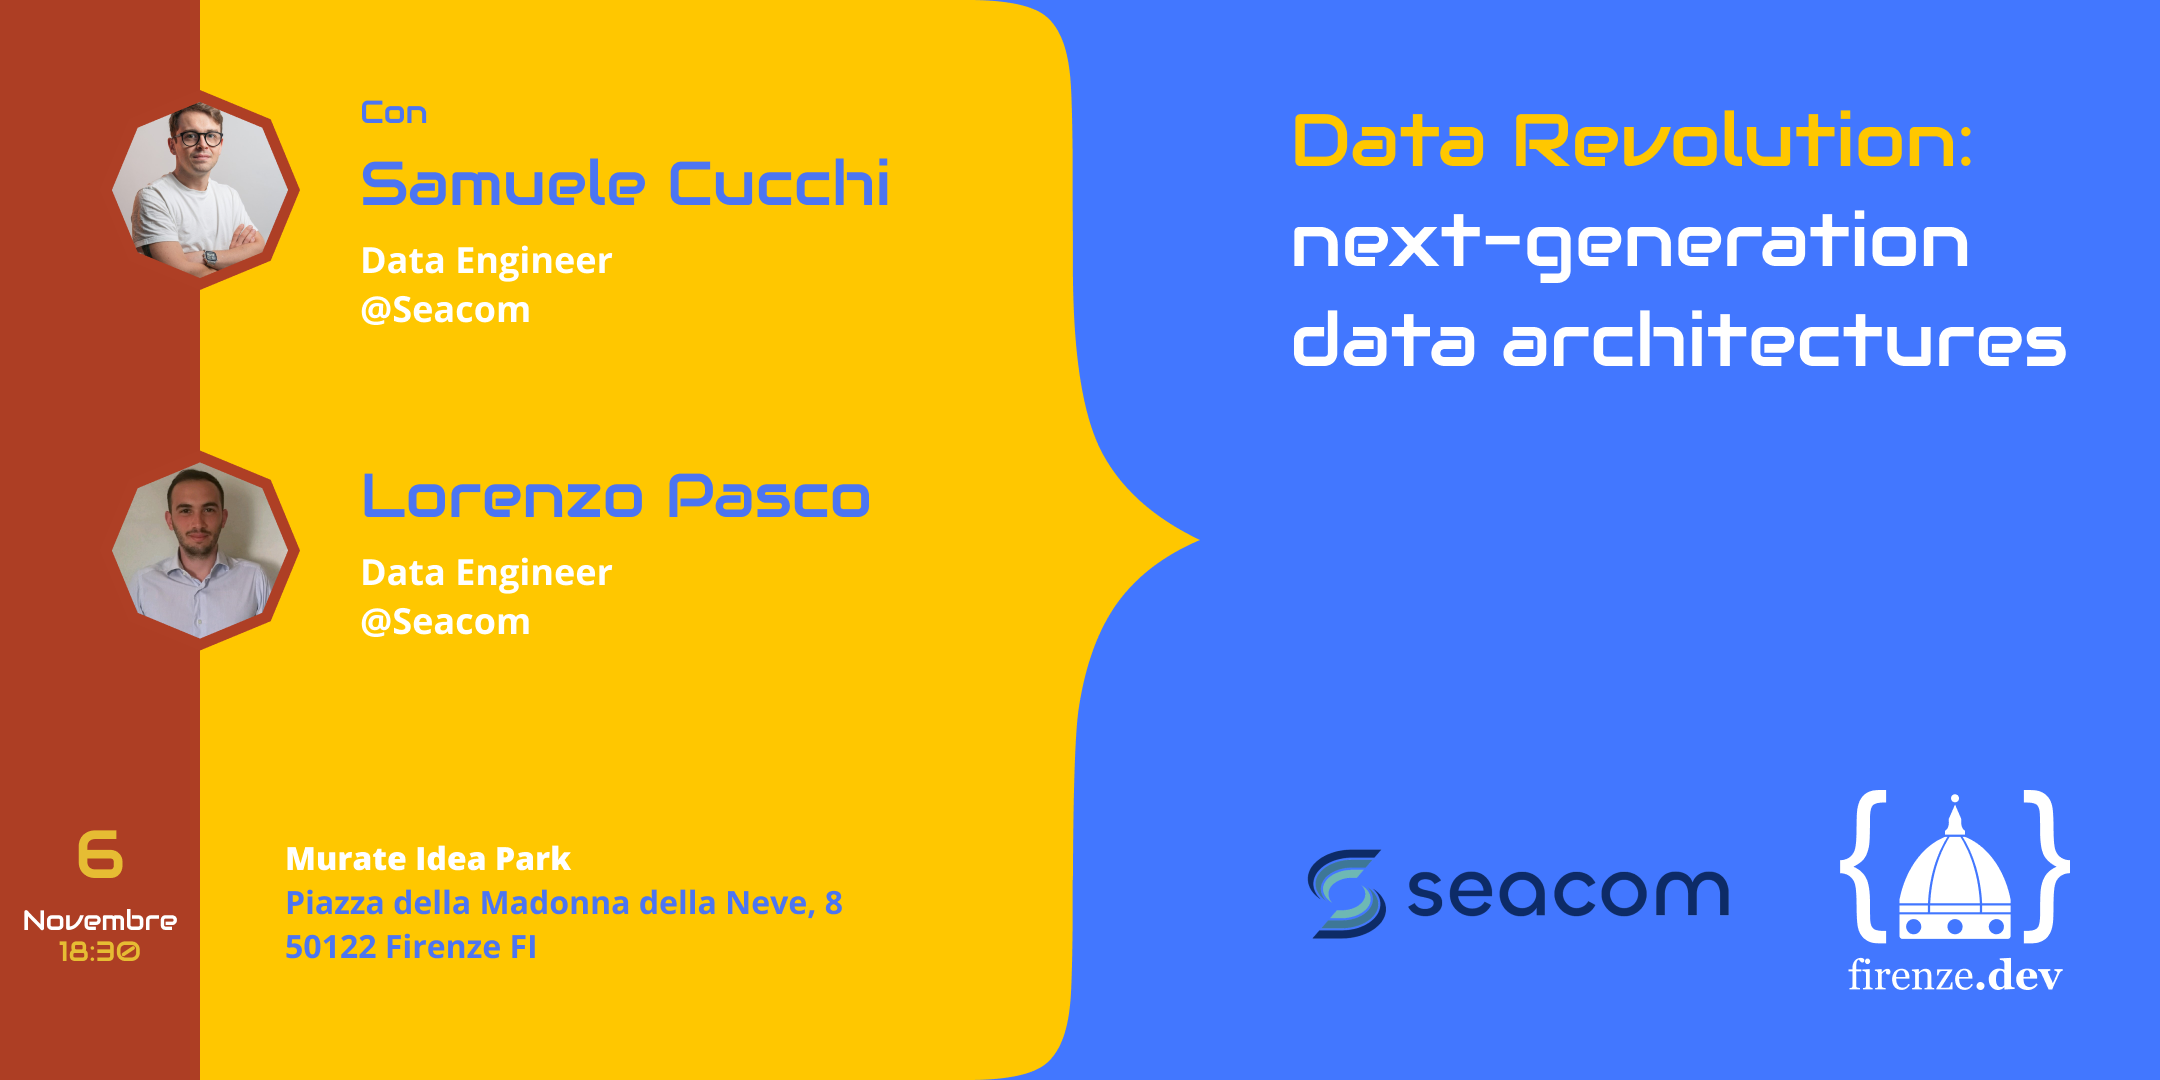 Con
Samuele Cucchi
Data Engineer
@Seacom
Lorenzo Pasco
Data Engineer
@Seacom
6
Novembre
18:30
Murate Idea Park
Piazza della Madonna della Neve, 8
50122 Firenze FI
Data Revolution:
next-generation
data architectures
seacom
firenze.dev